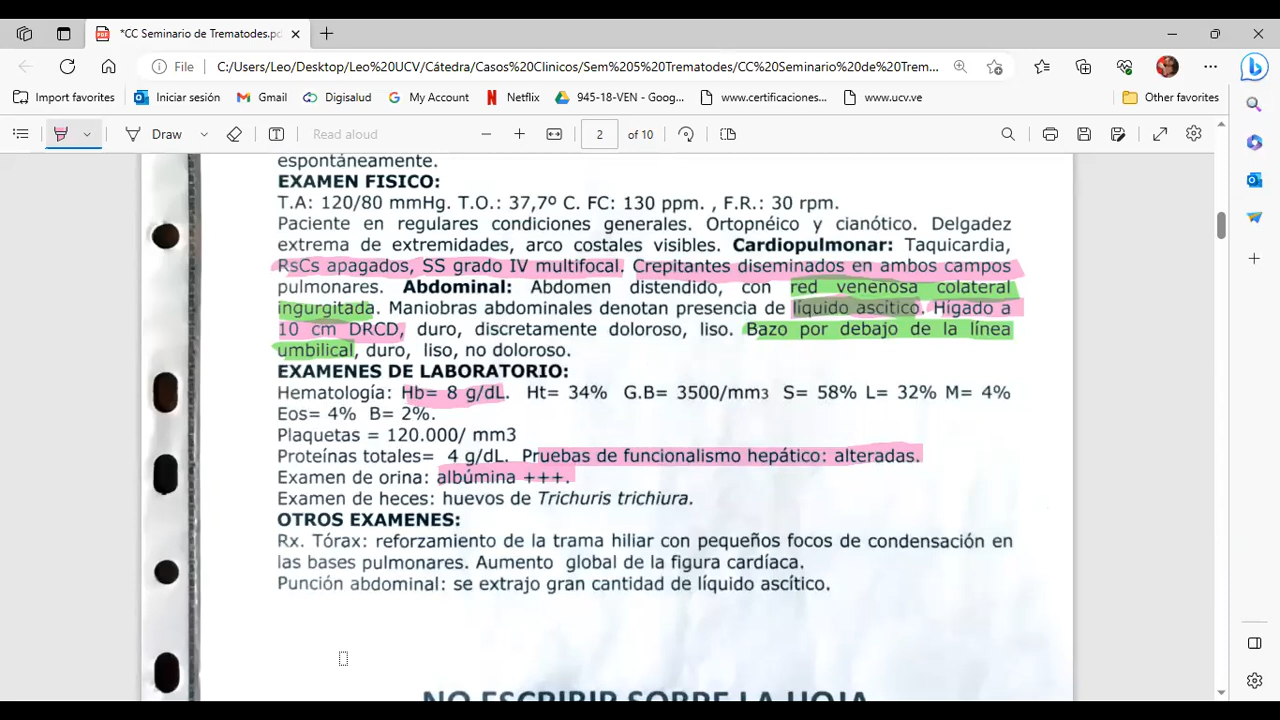 *CC Seminario de Trematodes.pd
File
C:/Users/Leo/Desktop/Leo%20UCV/Cátedra/Casos%20Clinicos/Sem%205%20Trematodes/CC%20Seminario%20de%20Trem...
Import favorites
Iniciar sesión
Gmail
Digisalud
My Account
Netflix
945-18-VEN - Goog...
www.certificaciones...
www.ucv.ve
Other favorites
Draw
Read aloud
2
of 10
espontáneamente.
EXAMEN FISICO:
T.A: 120/80 mmHg. T.O.: 37,7º C. FC: 130 ppm. , F.R.: 30 rpm.
Paciente en regulares condiciones generales. Ortopnéico y cianótico. Delgadez
extrema de extremidades, arco costales visibles. Cardiopulmonar: Taquicardia,
RsCs apagados, SS grado IV multifocal. Crepitantes diseminados en ambos campos
pulmonares. Abdominal: Abdomen distendido, con red venenosa colateral
ingurgitada. Maniobras abdominales denotan presencia de líquido ascítico. Hígado a
10 cm DRCD, duro, discretamente doloroso, liso. Bazo por debajo de la línea
umbilical, duro, liso, no doloroso.
EXAMENES DE LABORATORIO:
Hematología: Hb= 8 g/dL. Ht= 34% G.B= 3500/mm3 S= 58% L= 32% M= 4%
Eos= 4% B= 2%.
Plaquetas = 120.000/ mm3
Proteínas totales= 4 g/dL. Pruebas de funcionalismo hepático: alteradas.
Examen de orina: albúmina +++.
Examen de heces: huevos de Trichuris trichiura.
OTROS EXAMENES:
Rx. Tórax: reforzamiento de la trama hiliar con pequeños focos de condensación en
las bases pulmonares. Aumento global de la figura cardíaca.
Punción abdominal: se extrajo gran cantidad de líquido ascítico.
NO ESCRIBIR SOBRE LA HOJA